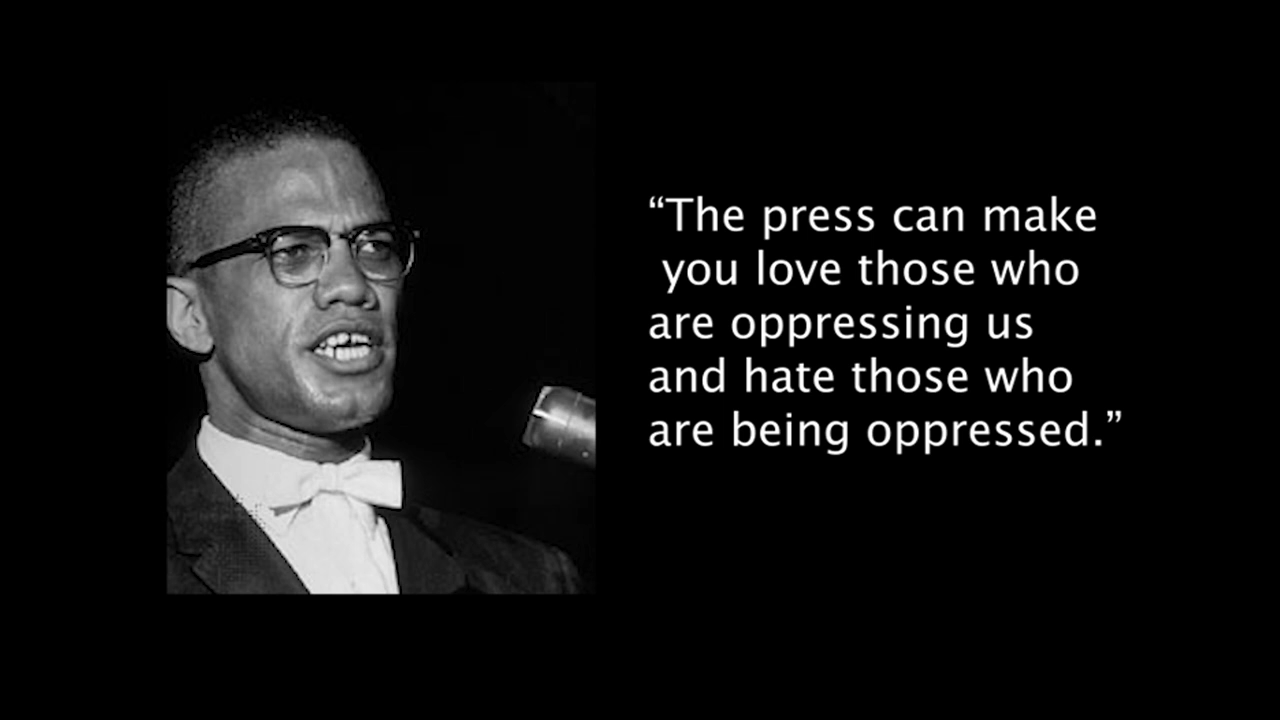 “The press can make
you love those who
are oppressing us
and hate those who
are being oppressed.”